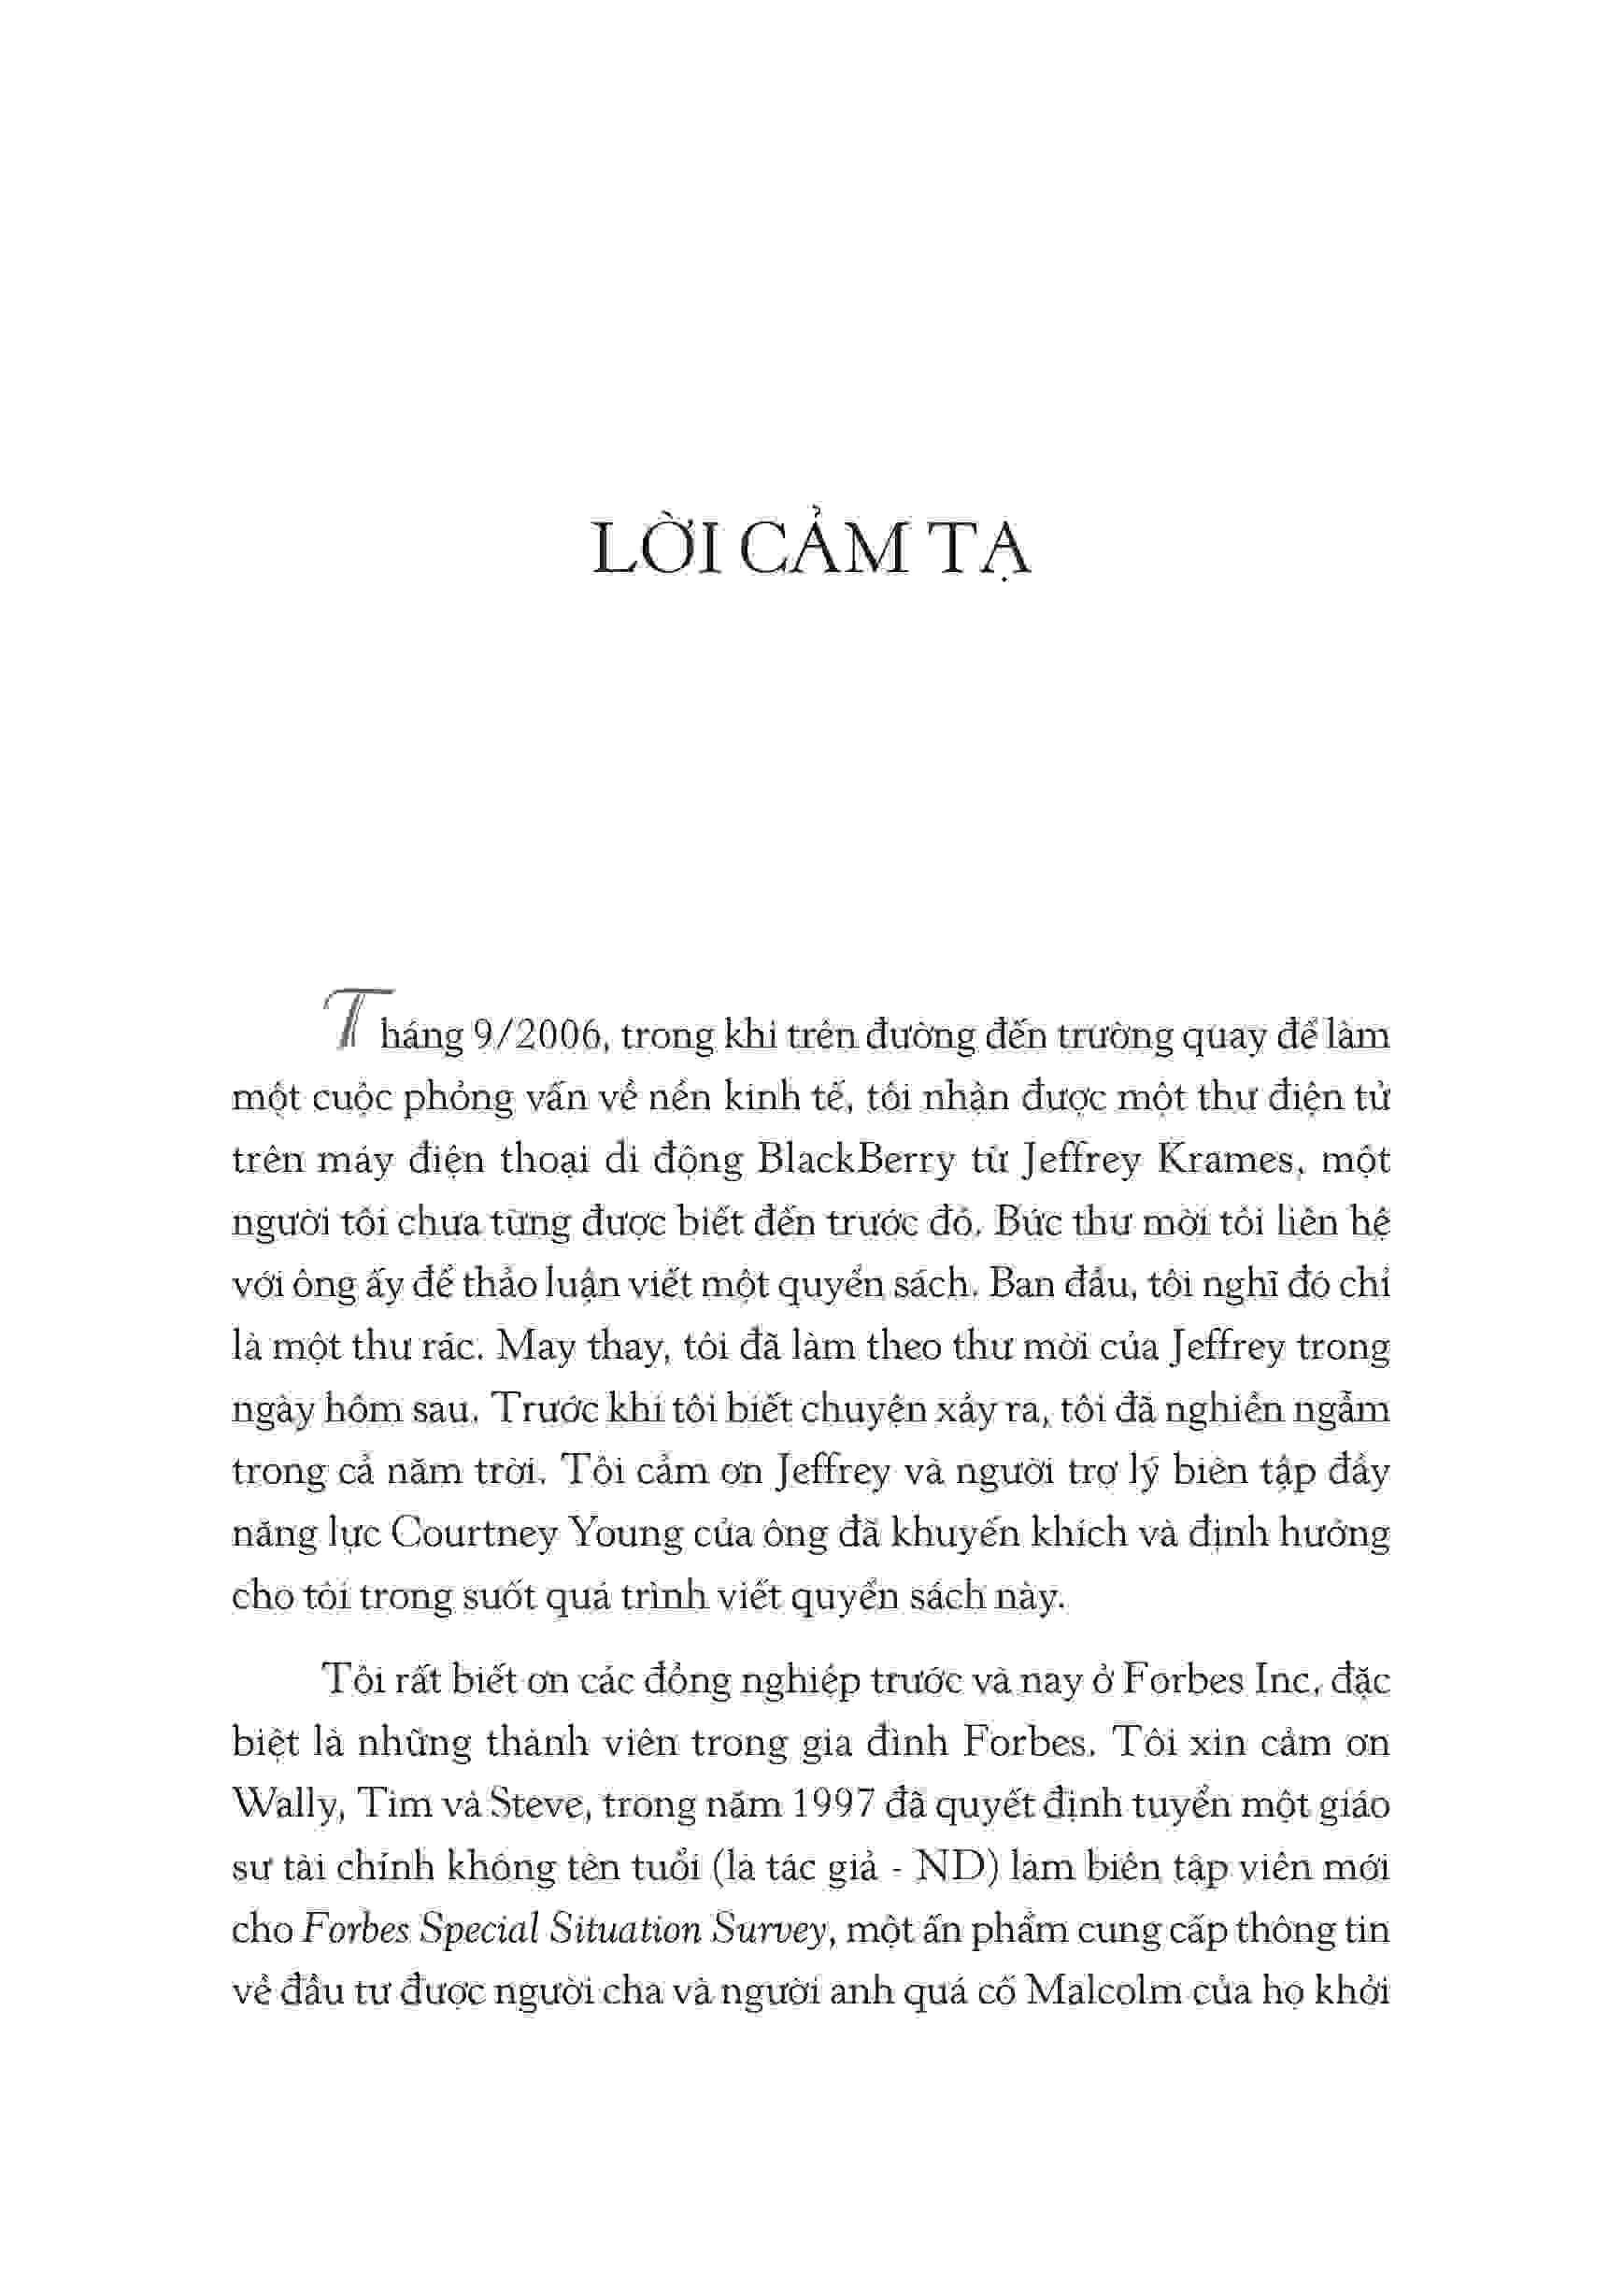 LỜI CẢM TẠ
Tháng 9/2006, trong khi trên đường đến trường quay để làm
một cuộc phỏng vấn về nền kinh tế, tôi nhận được một thư điện tử
trên máy điện thoại di động BlackBerry từ Jeffrey Krames, một
người tôi chưa từng được biết đến trước đó. Bức thư mời tôi liên hệ
với ông ấy để thảo luận viết một quyển sách. Ban đầu, tôi nghĩ đó chỉ
là một thư rác. May thay, tôi đã làm theo thư mời của Jeffrey trong
ngày hôm sau. Trước khi tôi biết chuyện xảy ra, tôi đã nghiền ngẫm
trong cả năm trời. Tôi cảm ơn Jeffrey và người trợ lý biên tập đầy
năng lực Courtney Young của ông đã khuyến khích và định hướng
cho tôi trong suốt quá trình viết quyển sách này.
Tôi rất biết ơn các đồng nghiệp trước và nay ở Forbes Inc, đặc
biệt là những thành viên trong gia đình Forbes. Tôi xin cảm ơn
Wally, Tim và Steve, trong năm 1997 đã quyết định tuyển một giáo
sư tài chính không tên tuổi (là tác giả - ND) làm biên tập viên mới
cho Forbes Special Situation Survey, một ấn phẩm cung cấp thông tin
về đầu tư được người cha và người anh quá cố Malcolm của họ khởi